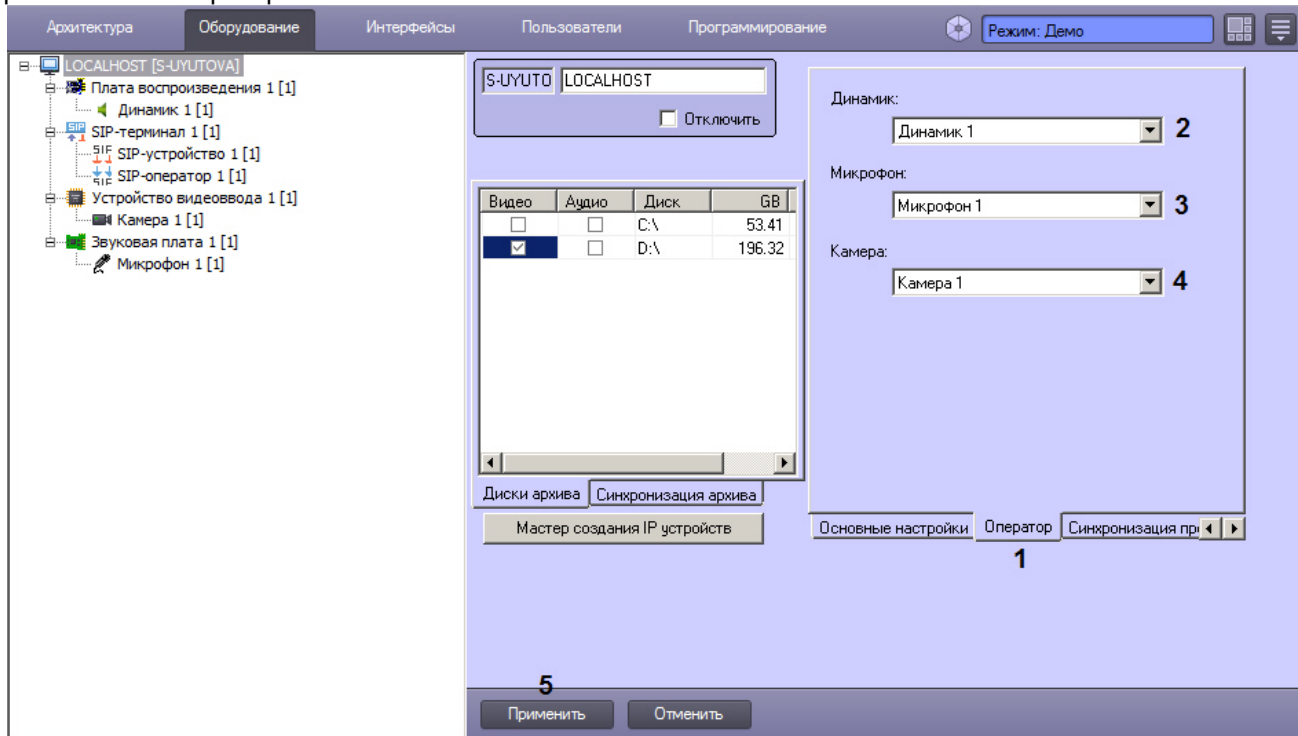 Архитектура Оборудование Интерфейсы Пользователи Программирование Режим: Демо
LOCALHOST [S-UYUTOVA]
Плата воспроизведения 1 [1]
Динамик 1 [1]
SIP-терминал 1 [1]
SIP-устройство 1 [1]
SIP-оператор 1 [1]
Устройство видеоввода 1 [1]
Камера 1 [1]
Звуковая плата 1 [1]
Микрофон 1 [1]
S-UYUTO LOCALHOST
Отключить
Видео Аудио Диск GB
C:\ 53.41
D:\ 196.32
Диски архива Синхронизация архива
Мастер создания IP устройств
Динамик:
Динамик 1 2
Микрофон:
Микрофон 1 3
Камера:
Камера 1 4
Основные настройки Оператор Синхронизация пр
1
5
Применить Отменить